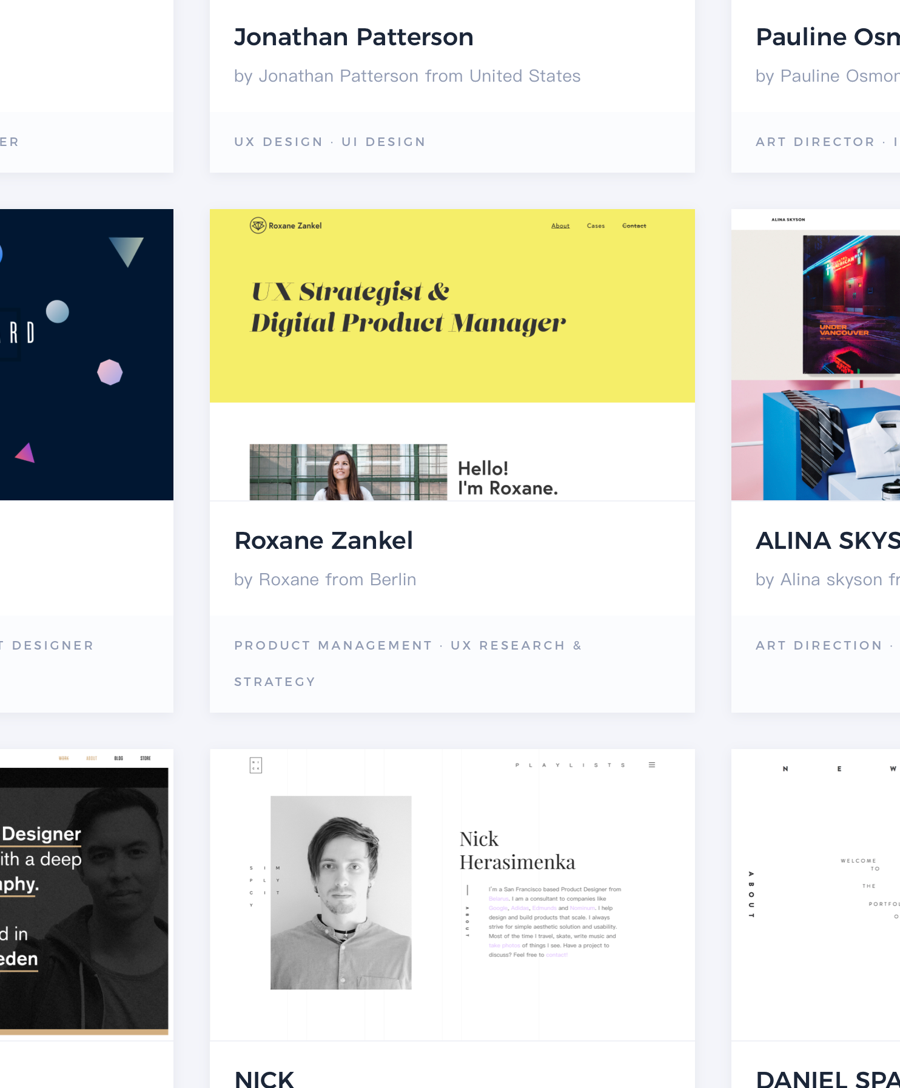 Jonathan Patterson
by Jonathan Patterson from United States
UX DESIGN · UI DESIGN
Pauline Osm
by Pauline Osmon
ART DIRECTOR · I
ER
R D
T DESIGNER
Roxane Zankel
About Cases Contact
UX Strategist &
Digital Product Manager
Hello!
I'm Roxane.
Roxane Zankel
by Roxane from Berlin
PRODUCT MANAGEMENT · UX RESEARCH &
STRATEGY
ALINA SKYSON
UNDER
VANCOUVER
ALINA SKYS
by Alina skyson fr
ART DIRECTION ·
WORK ABOUT BLOG STORE
Designer
ith a deep
aphy.
d in
eden
PLAYLISTS
SIM
PLI
CIT
Y
Nick
Herasimenka
ABOUT
I'm a San Francisco based Product Designer from
Belarus. I am a consultant to companies like
Google, Adobe, Edmunds and Hommons. I help
design and build products that scale. I always
strive for simple aesthetic solution and usability.
Most of the time I travel, skate, write music and
take photos of things I see. Have a project to
discuss? Feel free to contact!
NICK
N E W
ABOUT
WELCOME
TO
THE
PORTFOL
O
DANIEL SPA